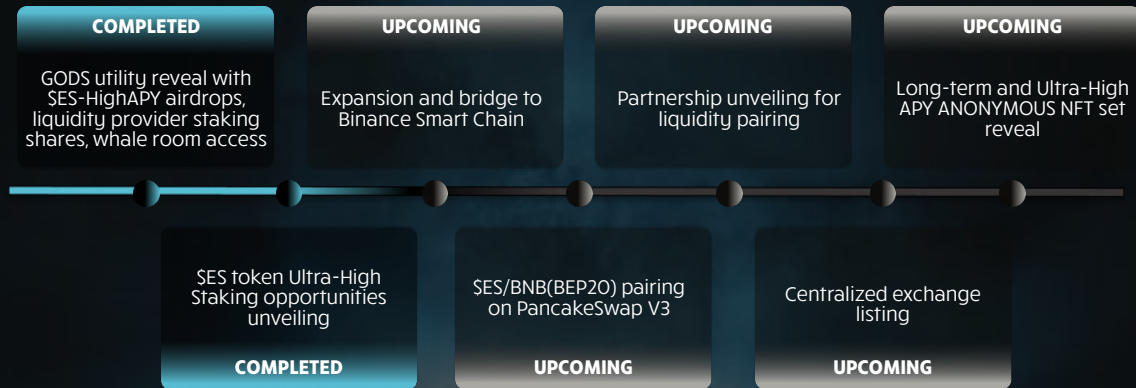 COMPLETED
GODS utility reveal with
$ES-HighAPY airdrops,
liquidity provider staking
shares, whale room access
UPCOMING
Expansion and bridge to
Binance Smart Chain
UPCOMING
Partnership unveiling for
liquidity pairing
UPCOMING
Long-term and Ultra-High
APY ANONYMOUS NFT set
reveal
$ES token Ultra-High
Staking opportunities
unveiling
COMPLETED
$ES/BNB(BEP20) pairing
on PancakeSwap V3
UPCOMING
Centralized exchange
listing
UPCOMING